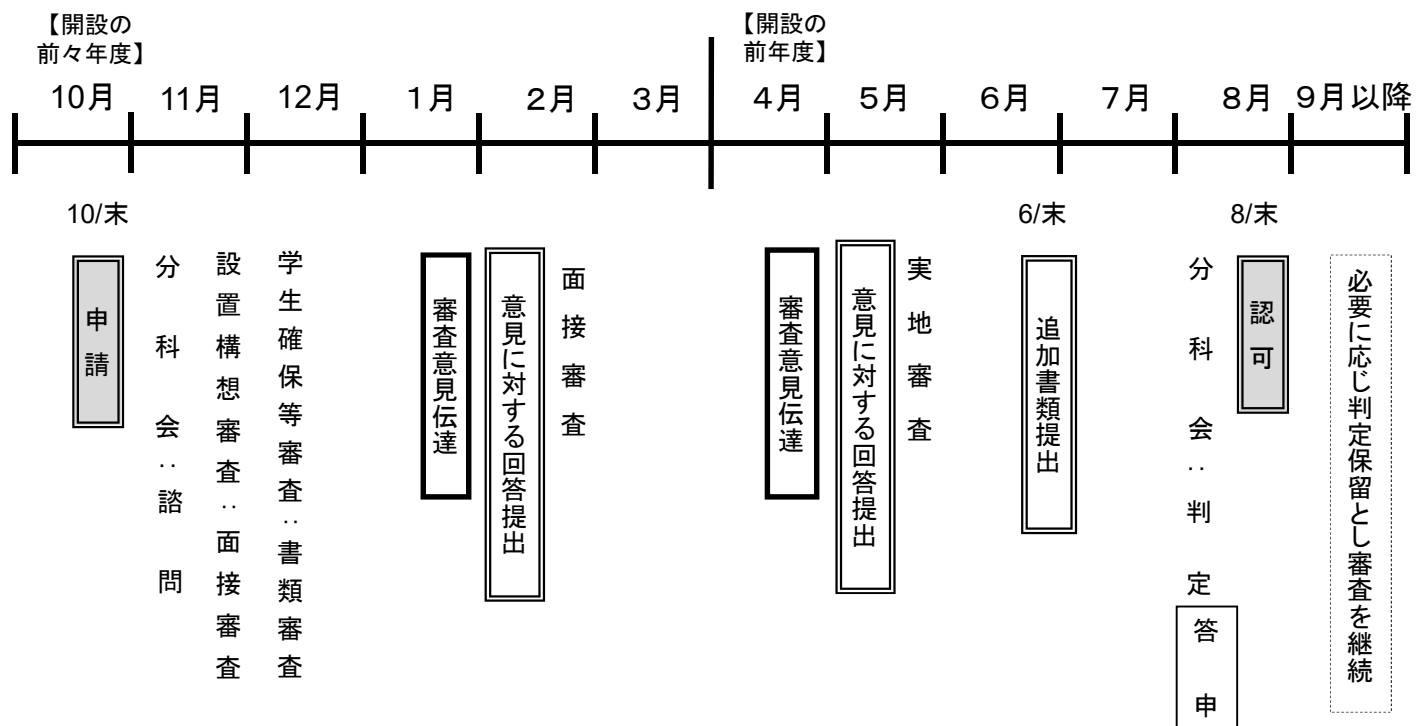 【開設の
前々年度】
【開設の
前年度】
10月
11月
12月
1月
2月
3月
4月
5月
6月
7月
8月
9月以降
10/末
6/末
8/末
申請
分科会：諮問
設置構想審査：面接審査
学生確保等審査：書類審査
審査意見伝達
意見に対する回答提出
面接審査
審査意見伝達
意見に対する回答提出
実地審査
追加書類提出
分科会：判定
答申
認可
必要に応じ判定保留とし審査を継続